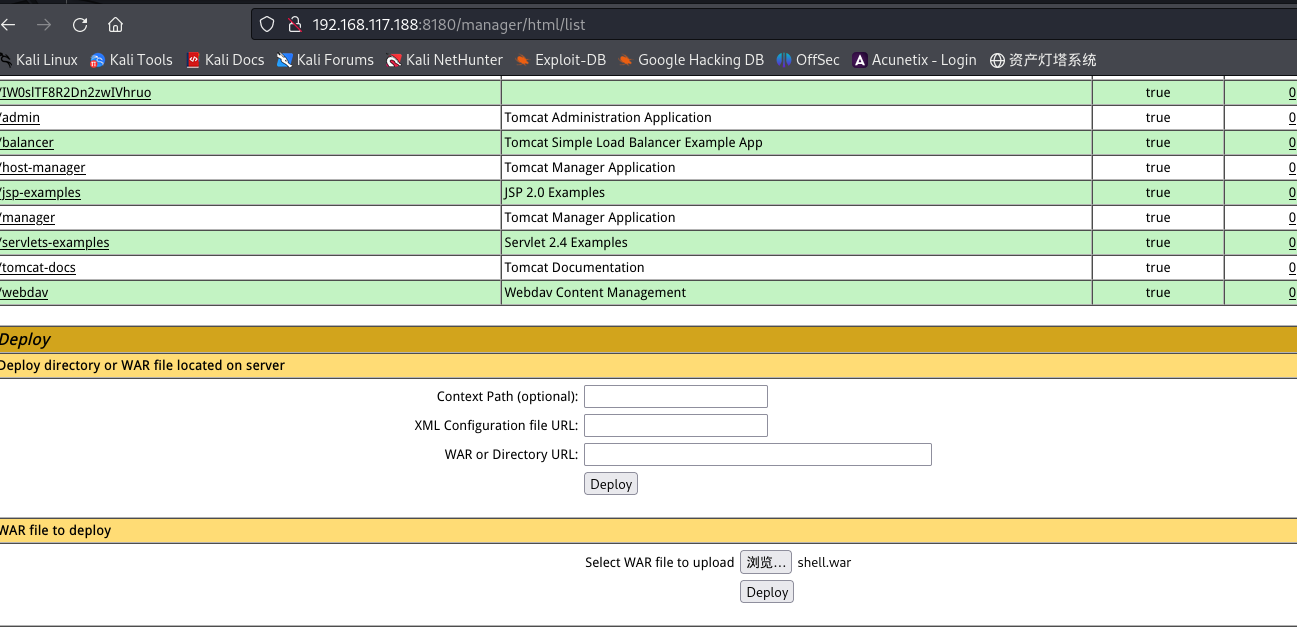 192.168.117.188:8180/manager/html/list
Kali Linux Kali Tools Kali Docs Kali Forums Kali NetHunter Exploit-DB Google Hacking DB OffSec Acunetix - Login 资产灯塔系统
/IW0slTF8R2Dn2zwIVhruo true 0
/admin Tomcat Administration Application true 0
/balancer Tomcat Simple Load Balancer Example App true 0
/host-manager Tomcat Manager Application true 0
/jsp-examples JSP 2.0 Examples true 0
/manager Tomcat Manager Application true 0
/servlets-examples Servlet 2.4 Examples true 0
/tomcat-docs Tomcat Documentation true 0
/webdav Webdav Content Management true 0
Deploy
Deploy directory or WAR file located on server
Context Path (optional):
XML Configuration file URL:
WAR or Directory URL:
Deploy
WAR file to deploy
Select WAR file to upload 浏览... shell.war
Deploy